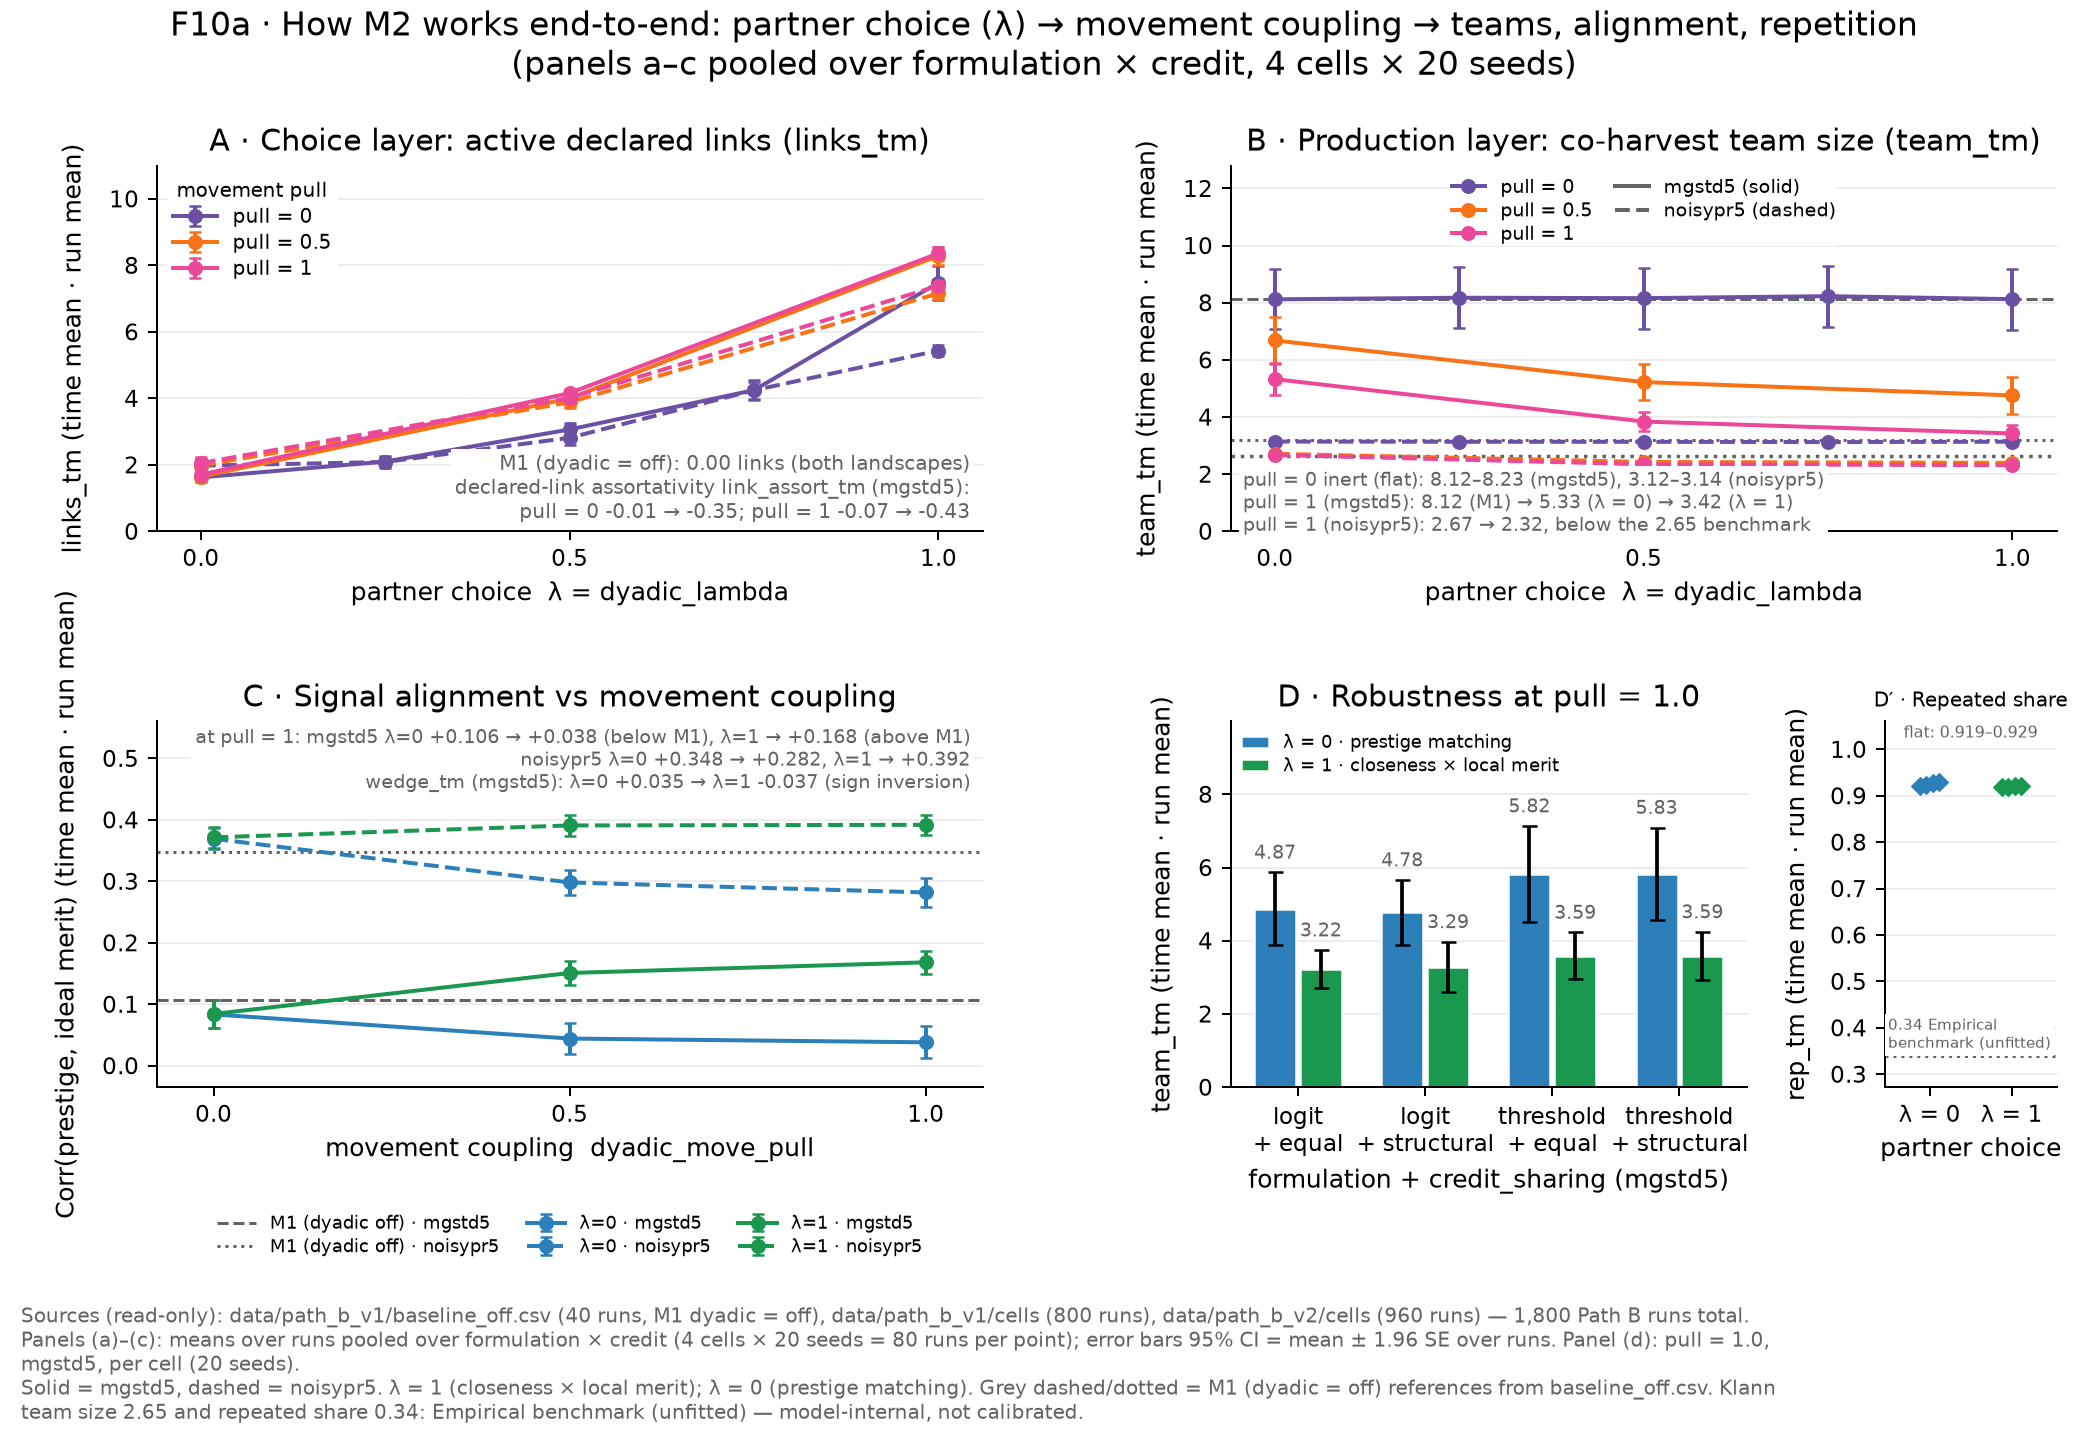 F10a · How M2 works end-to-end: partner choice (λ) → movement coupling → teams, alignment, repetition
(panels a–c pooled over formulation × credit, 4 cells × 20 seeds)
A · Choice layer: active declared links (links_tm)
links_tm (time mean · run mean)
movement pull
pull = 0
pull = 0.5
pull = 1
10
8
6
4
2
0
M1 (dyadic = off): 0.00 links (both landscapes)
declared-link assortativity link_assort_tm (mgstd5):
pull = 0 -0.01 → -0.35; pull = 1 -0.07 → -0.43
0.0 0.5 1.0
partner choice λ = dyadic_lambda
B · Production layer: co-harvest team size (team_tm)
team_tm (time mean · run mean)
pull = 0
pull = 0.5
pull = 1
mgstd5 (solid)
noisypr5 (dashed)
12
10
8
6
4
2
0
pull = 0 inert (flat): 8.12–8.23 (mgstd5), 3.12–3.14 (noisypr5)
pull = 1 (mgstd5): 8.12 (M1) → 5.33 (λ = 0) → 3.42 (λ = 1)
pull = 1 (noisypr5): 2.67 → 2.32, below the 2.65 benchmark
0.0 0.5 1.0
partner choice λ = dyadic_lambda
C · Signal alignment vs movement coupling
Corr(prestige, ideal merit) (time mean · run mean)
at pull = 1: mgstd5 λ=0 +0.106 → +0.038 (below M1), λ=1 → +0.168 (above M1)
noisypr5 λ=0 +0.348 → +0.282, λ=1 → +0.392
wedge_tm (mgstd5): λ=0 +0.035 → λ=1 -0.037 (sign inversion)
0.5
0.4
0.3
0.2
0.1
0.0
0.0 0.5 1.0
movement coupling dyadic_move_pull
M1 (dyadic off) · mgstd5
M1 (dyadic off) · noisypr5
λ=0 · mgstd5
λ=0 · noisypr5
λ=1 · mgstd5
λ=1 · noisypr5
D · Robustness at pull = 1.0
team_tm (time mean · run mean)
λ = 0 · prestige matching
λ = 1 · closeness × local merit
8
6
4
2
0
4.87
3.22
4.78
3.29
5.82
3.59
5.83
3.59
logit
+ equal
logit
+ structural
threshold
+ equal
threshold
+ structural
formulation + credit_sharing (mgstd5)
D′ · Repeated share
rep_tm (time mean · run mean)
flat: 0.919–0.929
1.0
0.9
0.8
0.7
0.6
0.5
0.4
0.3
0.34 Empirical
benchmark (unfitted)
λ = 0 λ = 1
partner choice
Sources (read-only): data/path_b_v1/baseline_off.csv (40 runs, M1 dyadic = off), data/path_b_v1/cells (800 runs), data/path_b_v2/cells (960 runs) — 1,800 Path B runs total.
Panels (a)–(c): means over runs pooled over formulation × credit (4 cells × 20 seeds = 80 runs per point); error bars 95% CI = mean ± 1.96 SE over runs. Panel (d): pull = 1.0,
mgstd5, per cell (20 seeds).
Solid = mgstd5, dashed = noisypr5. λ = 1 (closeness × local merit); λ = 0 (prestige matching). Grey dashed/dotted = M1 (dyadic = off) references from baseline_off.csv. Klann
team size 2.65 and repeated share 0.34: Empirical benchmark (unfitted) — model-internal, not calibrated.